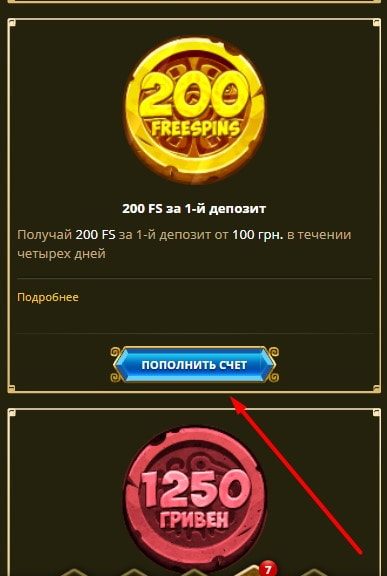 200
FREESPINS
200 FS за 1-й депозит
Получай 200 FS за 1-й депозит от 100 грн. в течении
четырех дней
Подробнее
ПОПОЛНИТЬ СЧЕТ
1250
ГРИВЕН
7